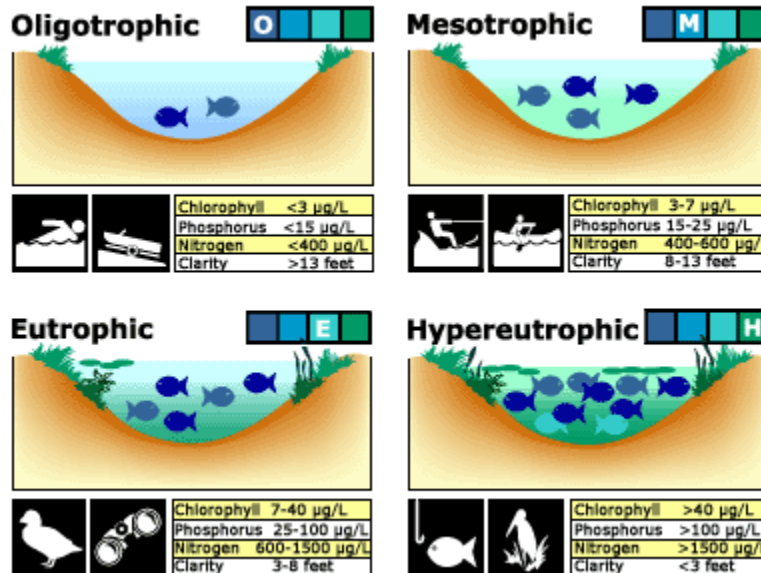 Oligotrophic O
Chlorophyll <3 µg/L
Phosphorus <15 µg/L
Nitrogen <400 µg/L
Clarity >13 feet
Mesotrophic M
Chlorophyll 3-7 µg/L
Phosphorus 15-25 µg/L
Nitrogen 400-600 µg/
Clarity 8-13 feet
Eutrophic E
Chlorophyll 7-40 µg/L
Phosphorus 25-100 µg/L
Nitrogen 600-1500 µg/L
Clarity 3-8 feet
Hypereutrophic H
Chlorophyll >40 µg/L
Phosphorus >100 µg/L
Nitrogen >1500 µg/L
Clarity <3 feet